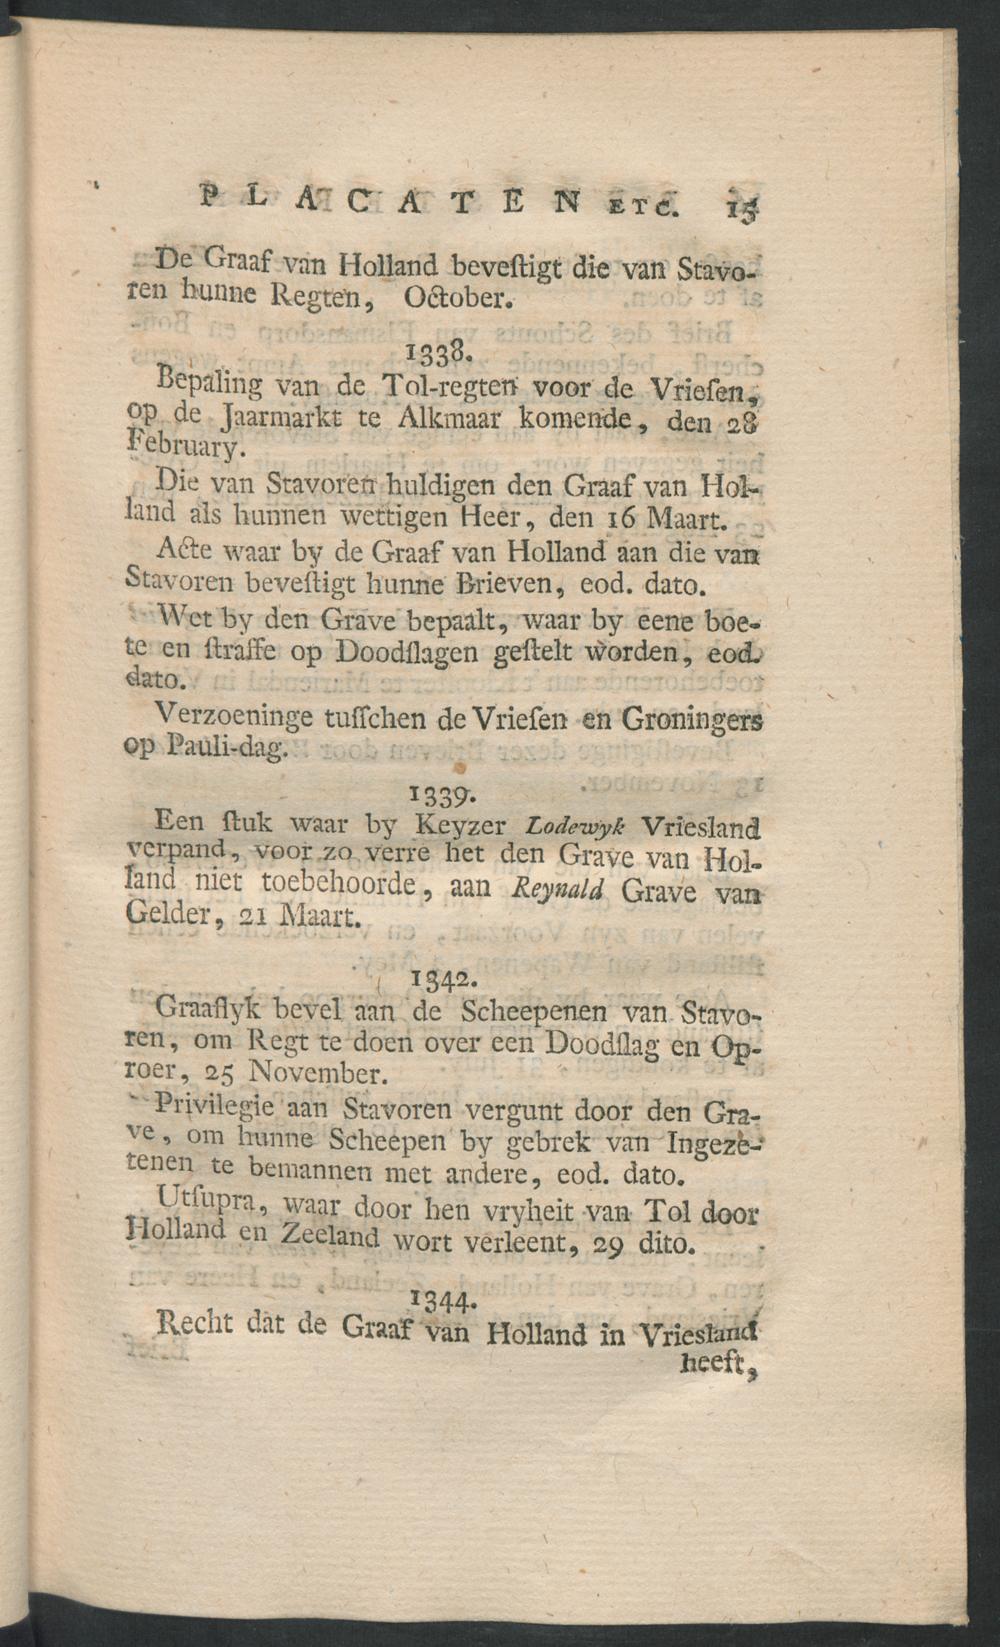 PLACATEN ETC. 15
De Graaf van Holland beveſtigt die van Stavo-
ren hunne Regten, October.
1338.
Bepaling van de Tol-regten voor de Vrieſen,
op de Jaarmarkt te Alkmaar komende, den 28
February.
Die van Stavoren huldigen den Graaf van Hol-
land als hunnen wettigen Heer, den 16 Maart.
Acte waar by de Graaf van Holland aan die van
Stavoren beveſtigt hunne Brieven, eod. dato.
Wet by den Grave bepaalt, waar by eene boe-
te en ſtraffe op Doodſlagen geſtelt worden, eod.
dato.
Verzoeninge tuſſchen de Vrieſen en Groningers
op Pauli-dag.
1339.
Een ſtuk waar by Keyzer Lodewyk Vriesland
verpand, voor zo verre het den Grave van Hol-
land niet toebehoorde, aan Reynald Grave van
Gelder, 21 Maart.
1342.
Graaflyk bevel aan de Scheepenen van Stavo-
ren, om Regt te doen over een Doodſlag en Op-
roer, 25 November.
Privilegie aan Stavoren vergunt door den Gra-
ve, om hunne Scheepen by gebrek van Ingeze-
tenen te bemannen met andere, eod. dato.
Utſupra, waar door hen vryheit van Tol door
Holland en Zeeland wort verleent, 29 dito.
1344.
Recht dat de Graaf van Holland in Vriesland
heeft,